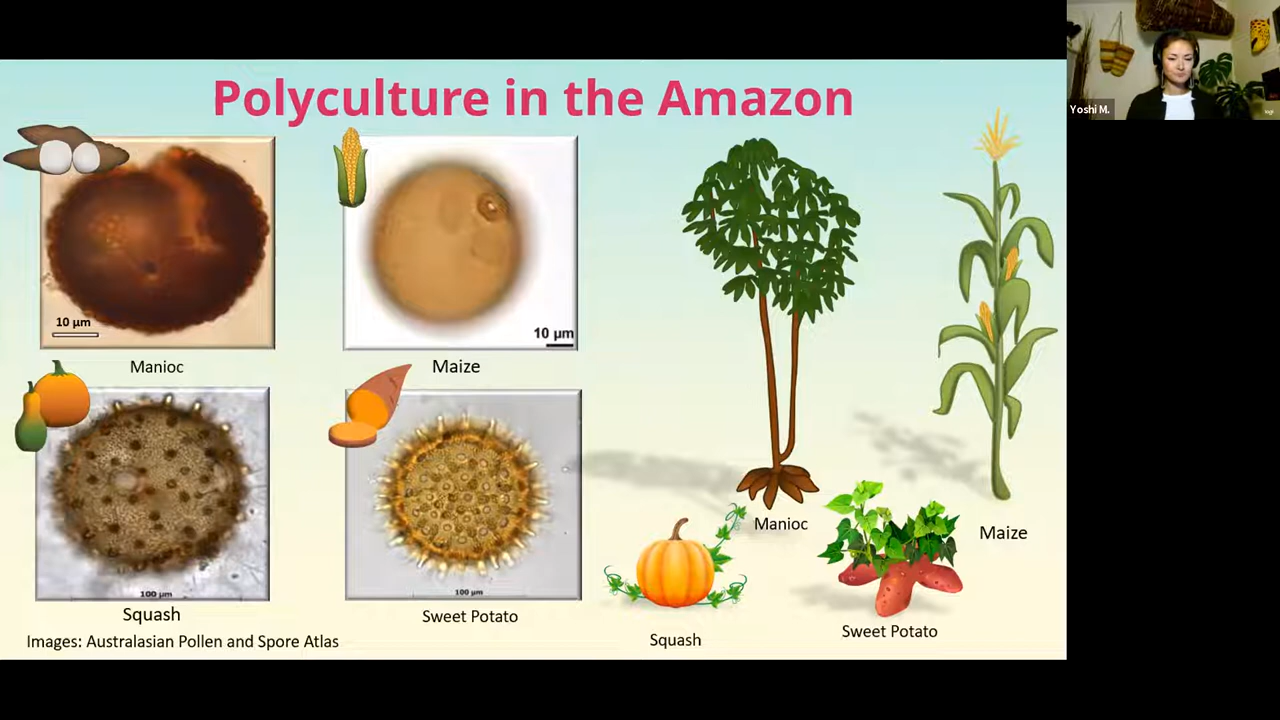 Polyculture in the Amazon
Yoshi M.
10 μm
10 μm
Manioc
Maize
100 μm
100 μm
Squash
Sweet Potato
Images: Australasian Pollen and Spore Atlas
Manioc
Maize
Squash
Sweet Potato